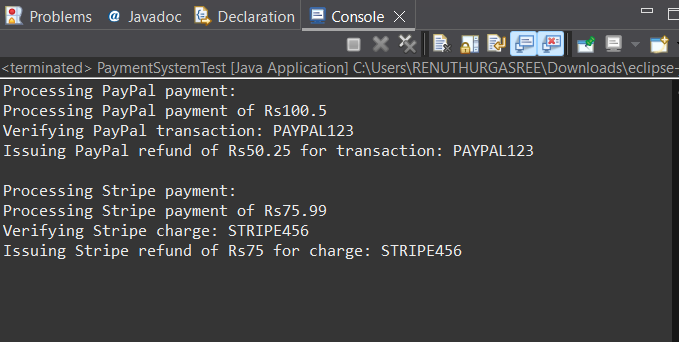 Problems @ Javadoc Declaration Console
<terminated> PaymentSystemTest [Java Application] C:\Users\RENUTHURGASREE\Downloads\eclipse-
Processing PayPal payment:
Processing PayPal payment of Rs100.5
Verifying PayPal transaction: PAYPAL123
Issuing PayPal refund of Rs50.25 for transaction: PAYPAL123
Processing Stripe payment:
Processing Stripe payment of Rs75.99
Verifying Stripe charge: STRIPE456
Issuing Stripe refund of Rs75 for charge: STRIPE456